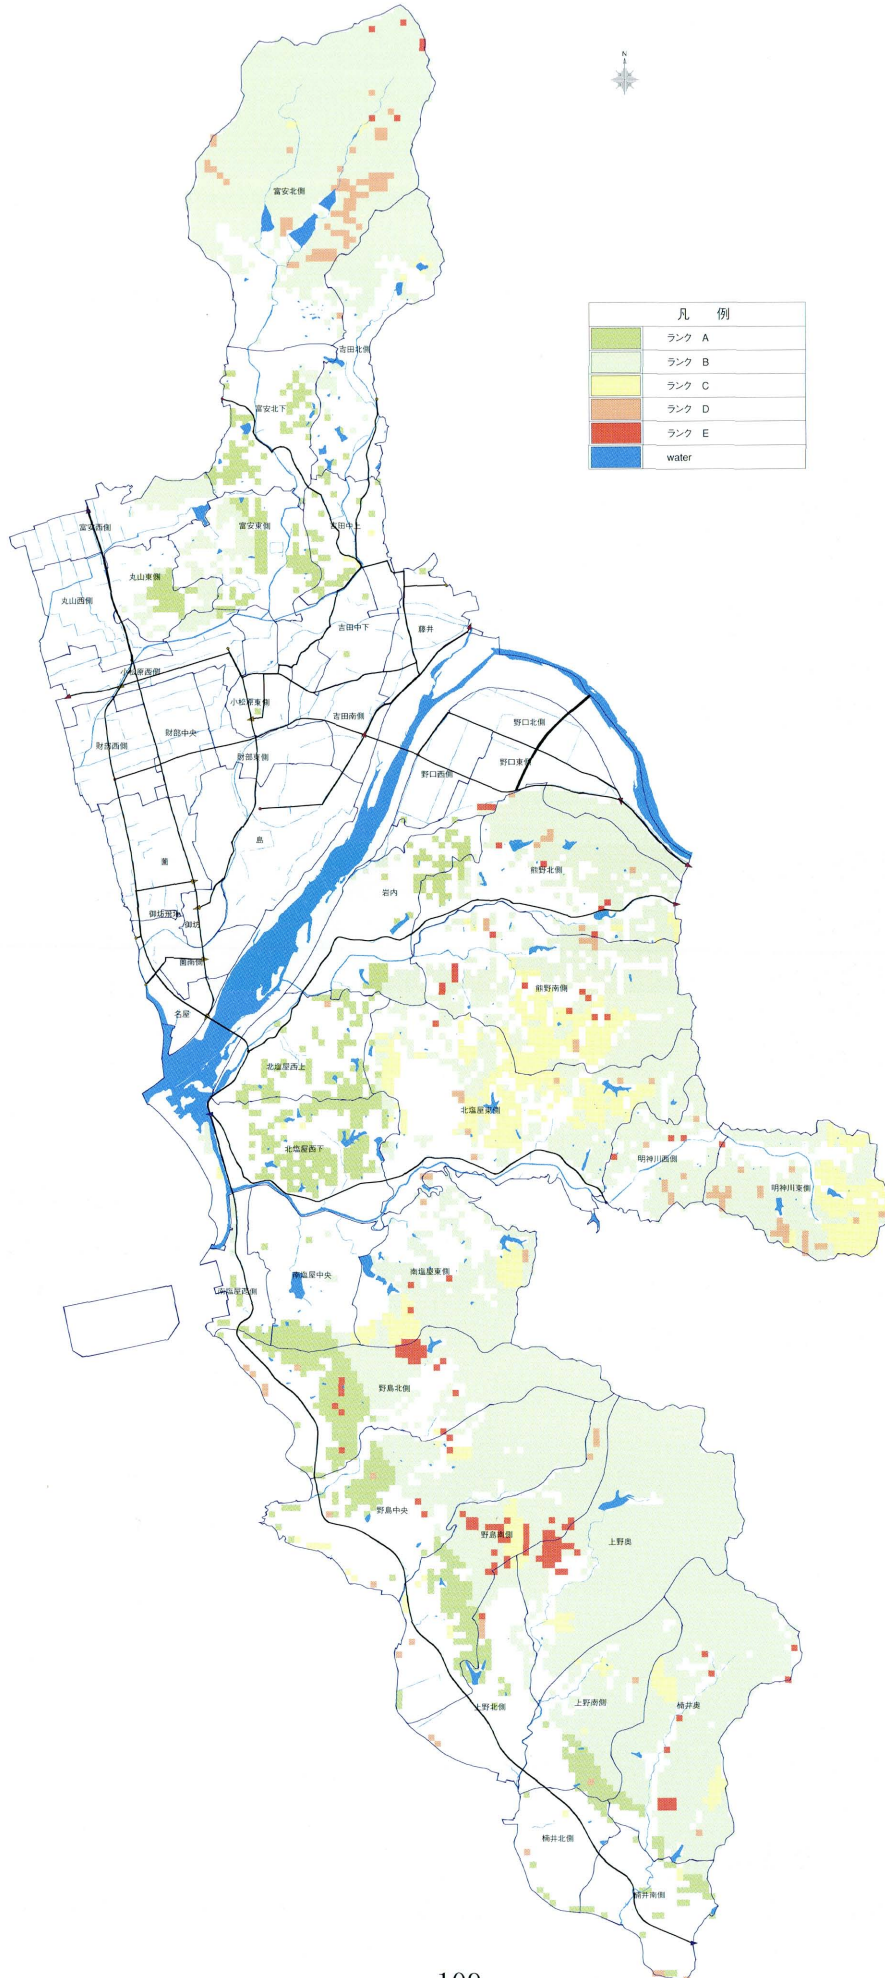 N
富安北側
凡 例
ランク A
ランク B
ランク C
ランク D
ランク E
water
吉田北側
富安北下
富安西側
富安東側
吉田中上
丸山東側
丸山西側
吉田中下
藤井
小松原西側
小松原東側
吉田南側
野口北側
財部中央
財部西側
財部東側
野口東側
野口西側
島
薗
熊野北側
岩内
御坊
薗南側
熊野南側
名屋
北塩屋西上
北塩屋東側
北塩屋西下
明神川西側
明神川東側
南塩屋中央
南塩屋東側
南塩屋西側
野島北側
野島中央
野島南側
上野奥
上野北側
上野南側
楠井奥
楠井北側
楠井南側
109